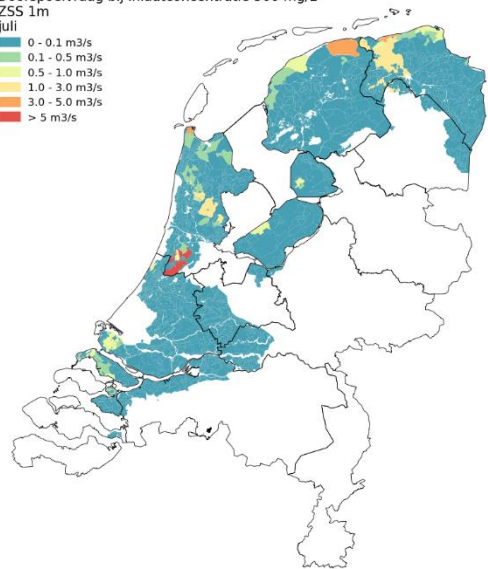 Doorspoelvraag bij inlaatconcentratie mg/L
ZSS 1m
juli
0 - 0.1 m3/s
0.1 - 0.5 m3/s
0.5 - 1.0 m3/s
1.0 - 3.0 m3/s
3.0 - 5.0 m3/s
> 5 m3/s